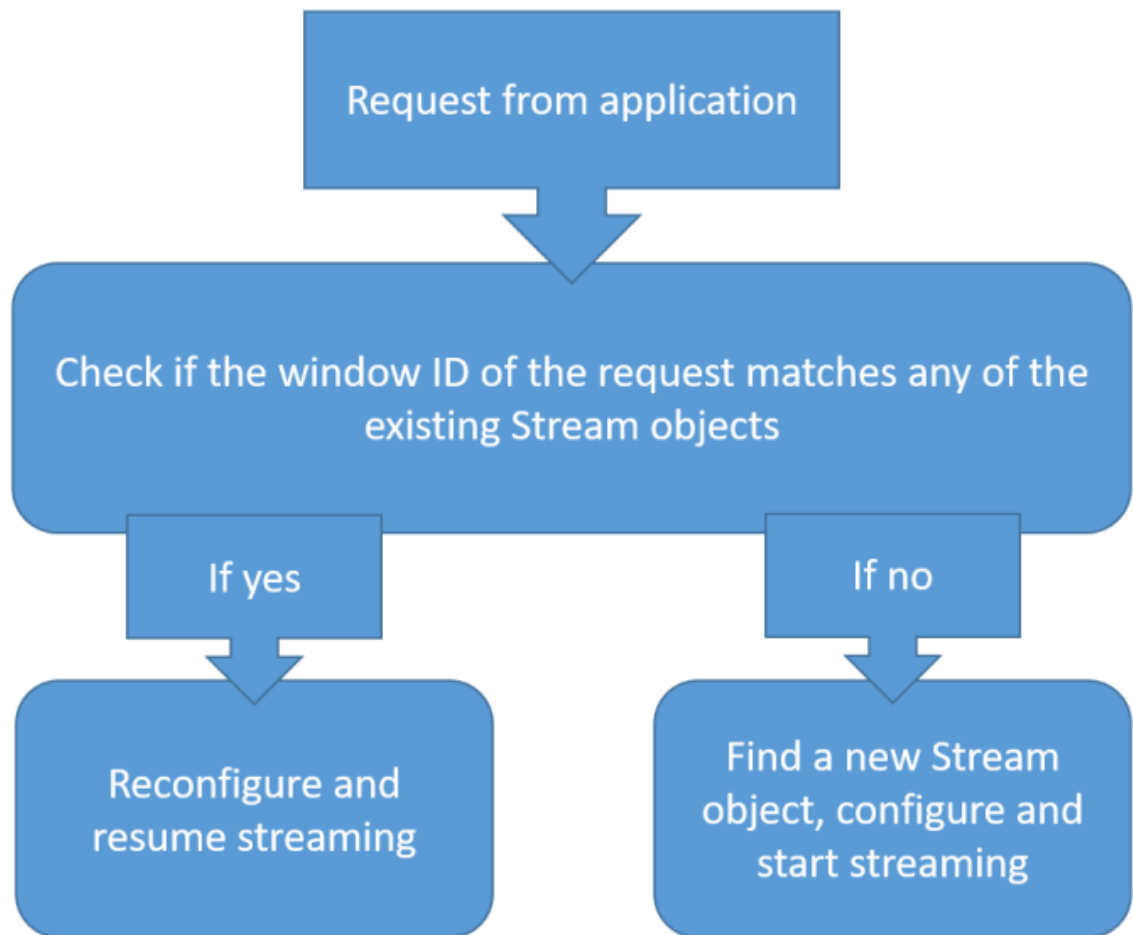 Request from application
Check if the window ID of the request matches any of the
existing Stream objects
If yes
If no
Reconfigure and
resume streaming
Find a new Stream
object, configure and
start streaming